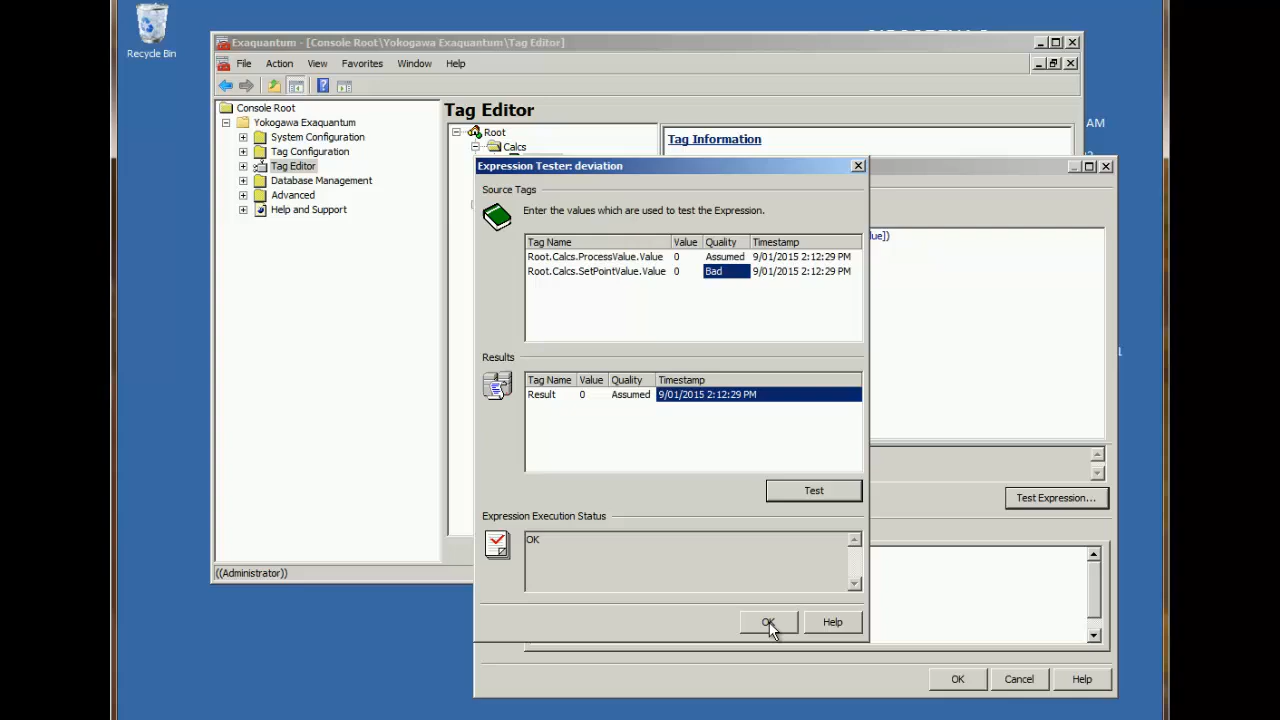 Recycle Bin
Exaquantum - [Console Root\Yokogawa Exaquantum\Tag Editor]
File Action View Favorites Window Help
Console Root
Yokogawa Exaquantum
System Configuration
Tag Configuration
Tag Editor
Database Management
Advanced
Help and Support
Tag Editor
Root
Calcs
Tag Information
AM
Expression Tester: deviation
Source Tags
Enter the values which are used to test the Expression.
Tag Name Value Quality Timestamp
Root.Calcs.ProcessValue.Value 0 Assumed 9/01/2015 2:12:29 PM
Root.Calcs.SetPointValue.Value 0 Bad 9/01/2015 2:12:29 PM
lue])
Results
Tag Name Value Quality Timestamp
Result 0 Assumed 9/01/2015 2:12:29 PM
Test
Test Expression...
Expression Execution Status
OK
((Administrator))
OK Help
OK Cancel Help